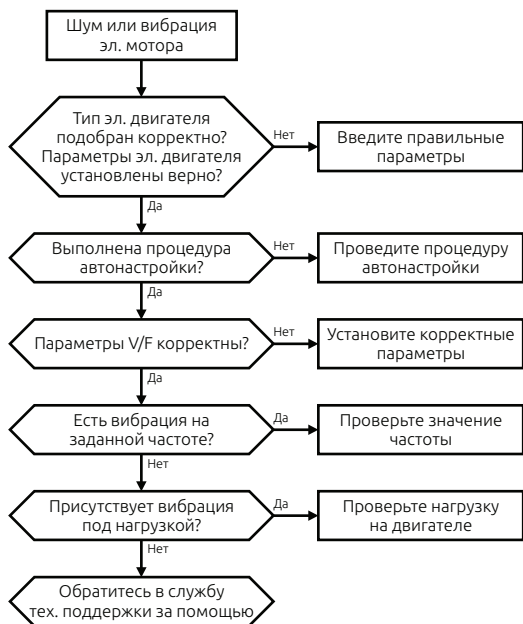 Шум или вибрация
эл. мотора
Тип эл. двигателя
подобран корректно?
Параметры эл. двигателя
установлены верно?
Нет
Введите правильные
параметры
Да
Выполнена процедура
автонастройки?
Нет
Проведите процедуру
автонастройки
Да
Параметры V/F корректны?
Нет
Установите корректные
параметры
Да
Есть вибрация на
заданной частоте?
Да
Проверьте значение
частоты
Нет
Присутствует вибрация
под нагрузкой?
Да
Проверьте нагрузку
на двигателе
Нет
Обратитесь в службу
тех. поддержки за помощью